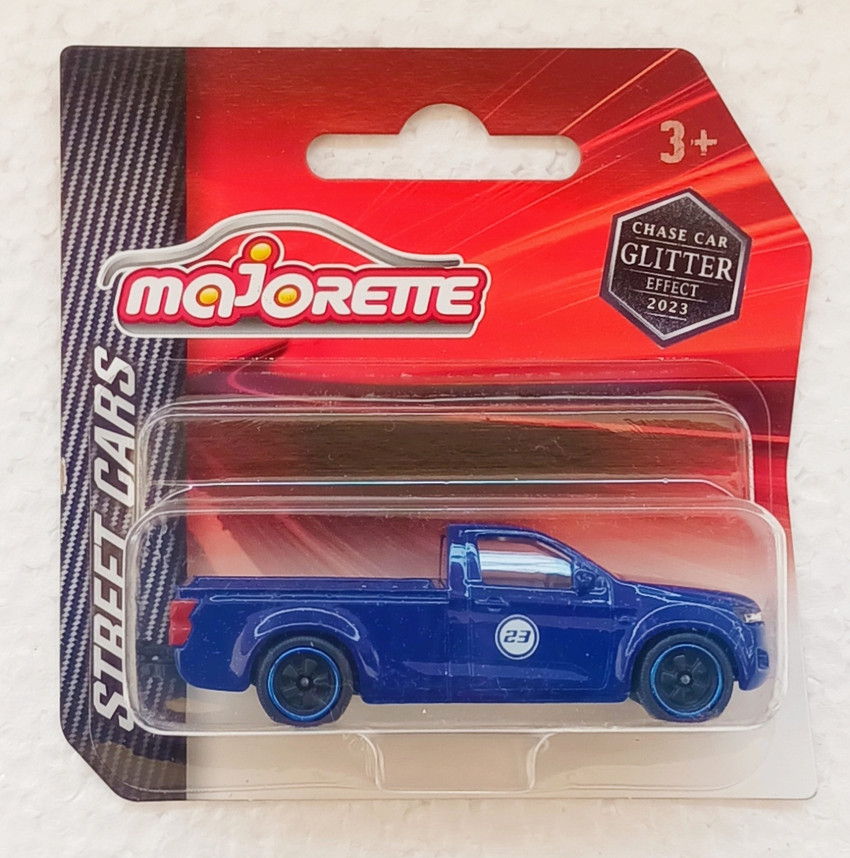 3+
CHASE CAR
GLITTER
EFFECT
2023
MAJORETTE
STREET CARS
23